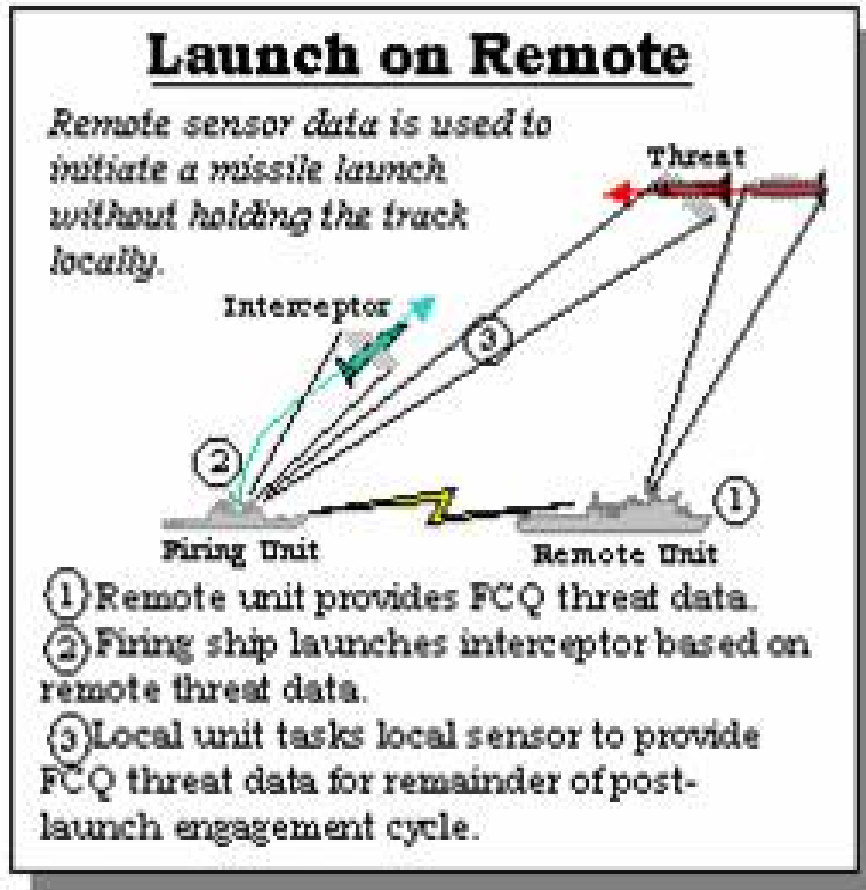 Launch on Remote
Remote sensor data is used to
initiate a missile launch
without holding the track
locally.
Threat
Interceptor
3
2
1
Firing Unit
Remote Unit
1 Remote unit provides FCQ threat data.
2 Firing ship launches interceptor based on
remote threat data.
3 Local unit tasks local sensor to provide
FCQ threat data for remainder of post-
launch engagement cycle.